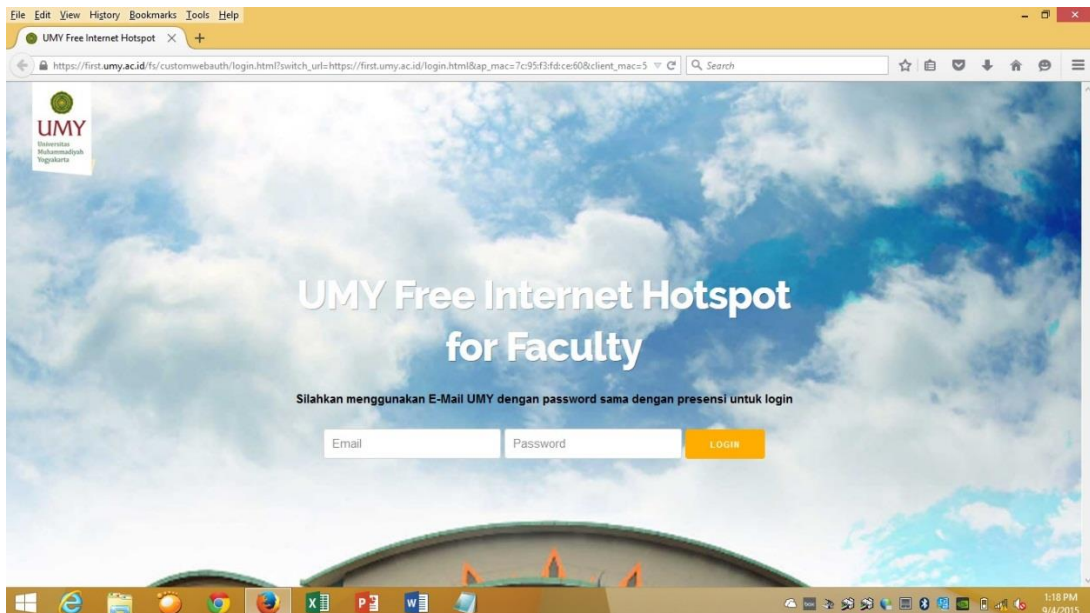 File Edit View History Bookmarks Tools Help
UMY Free Internet Hotspot
https://first.umy.ac.id/fs/customwebauth/login.html?switch_url=https://first.umy.ac.id/login.html&ap_mac=7c:95:f3:fd:ce:60&client_mac=5
Search
UMY
Universitas
Muhammadiyah
Yogyakarta
UMY Free Internet Hotspot
for Faculty
Silahkan menggunakan E-Mail UMY dengan password sama dengan presensi untuk login
Email Password LOGIN
1:18 PM